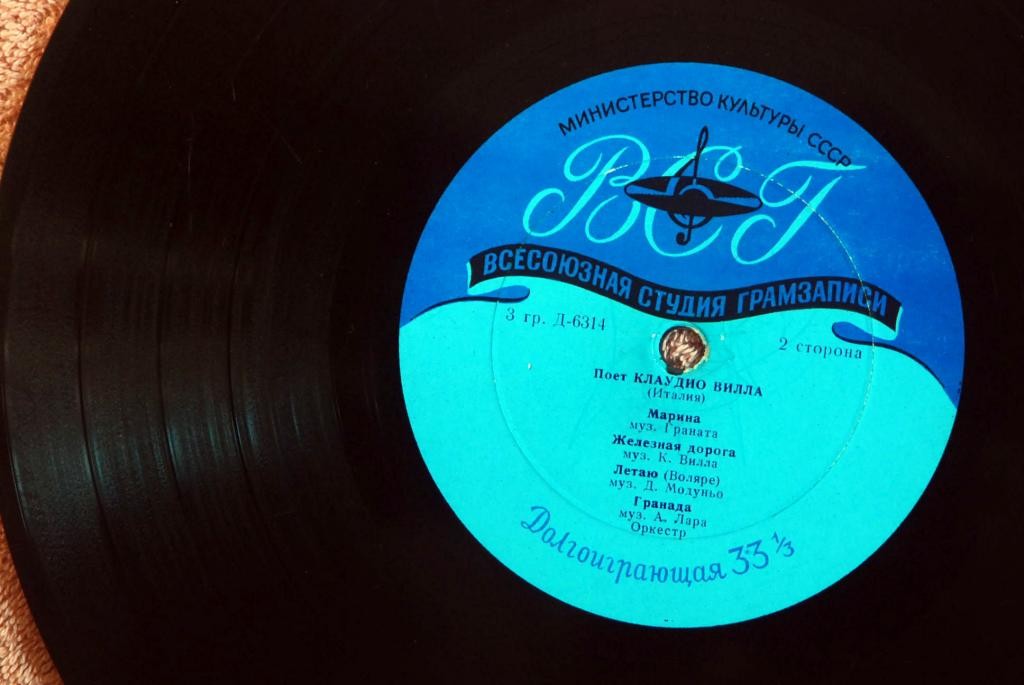 МИНИСТЕРСТВО КУЛЬТУРЫ СССР
ВСГ
ВСЕСОЮЗНАЯ СТУДИЯ ГРАМЗАПИСИ
3 гр. Д-6314
2 сторона
Поет КЛАУДИО ВИЛЛА
(Италия)
Марина
муз. Граната
Железная дорога
муз. К. Вилла
Летаю (Воляре)
муз. Д. Модуньо
Гранада
муз. А. Лара
Оркестр
Долгоиграющая 33 1/3